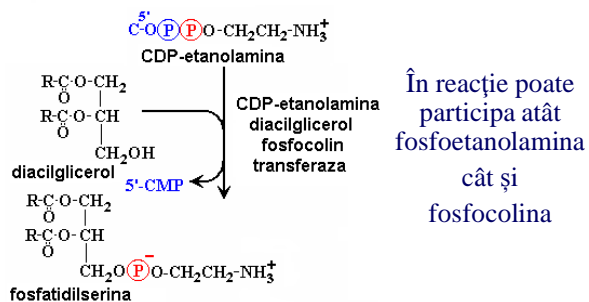 5'
C-O(P)(P)O-CH₂CH₂-NH₃⁺
CDP-etanolamina
R-C-O-CH₂
O
R-C-O-CH
O
CH₂OH
diacilglicerol
CDP-etanolamina
diacilglicerol
fosfocolin
transferaza
5'-CMP
R-C-O-CH₂
O
R-C-O-CH
O
CH₂O(P)⁻O-CH₂CH₂-NH₃⁺
fosfatidilserina
În reacţie poate
participa atât
fosfoetanolamina
cât și
fosfocolina